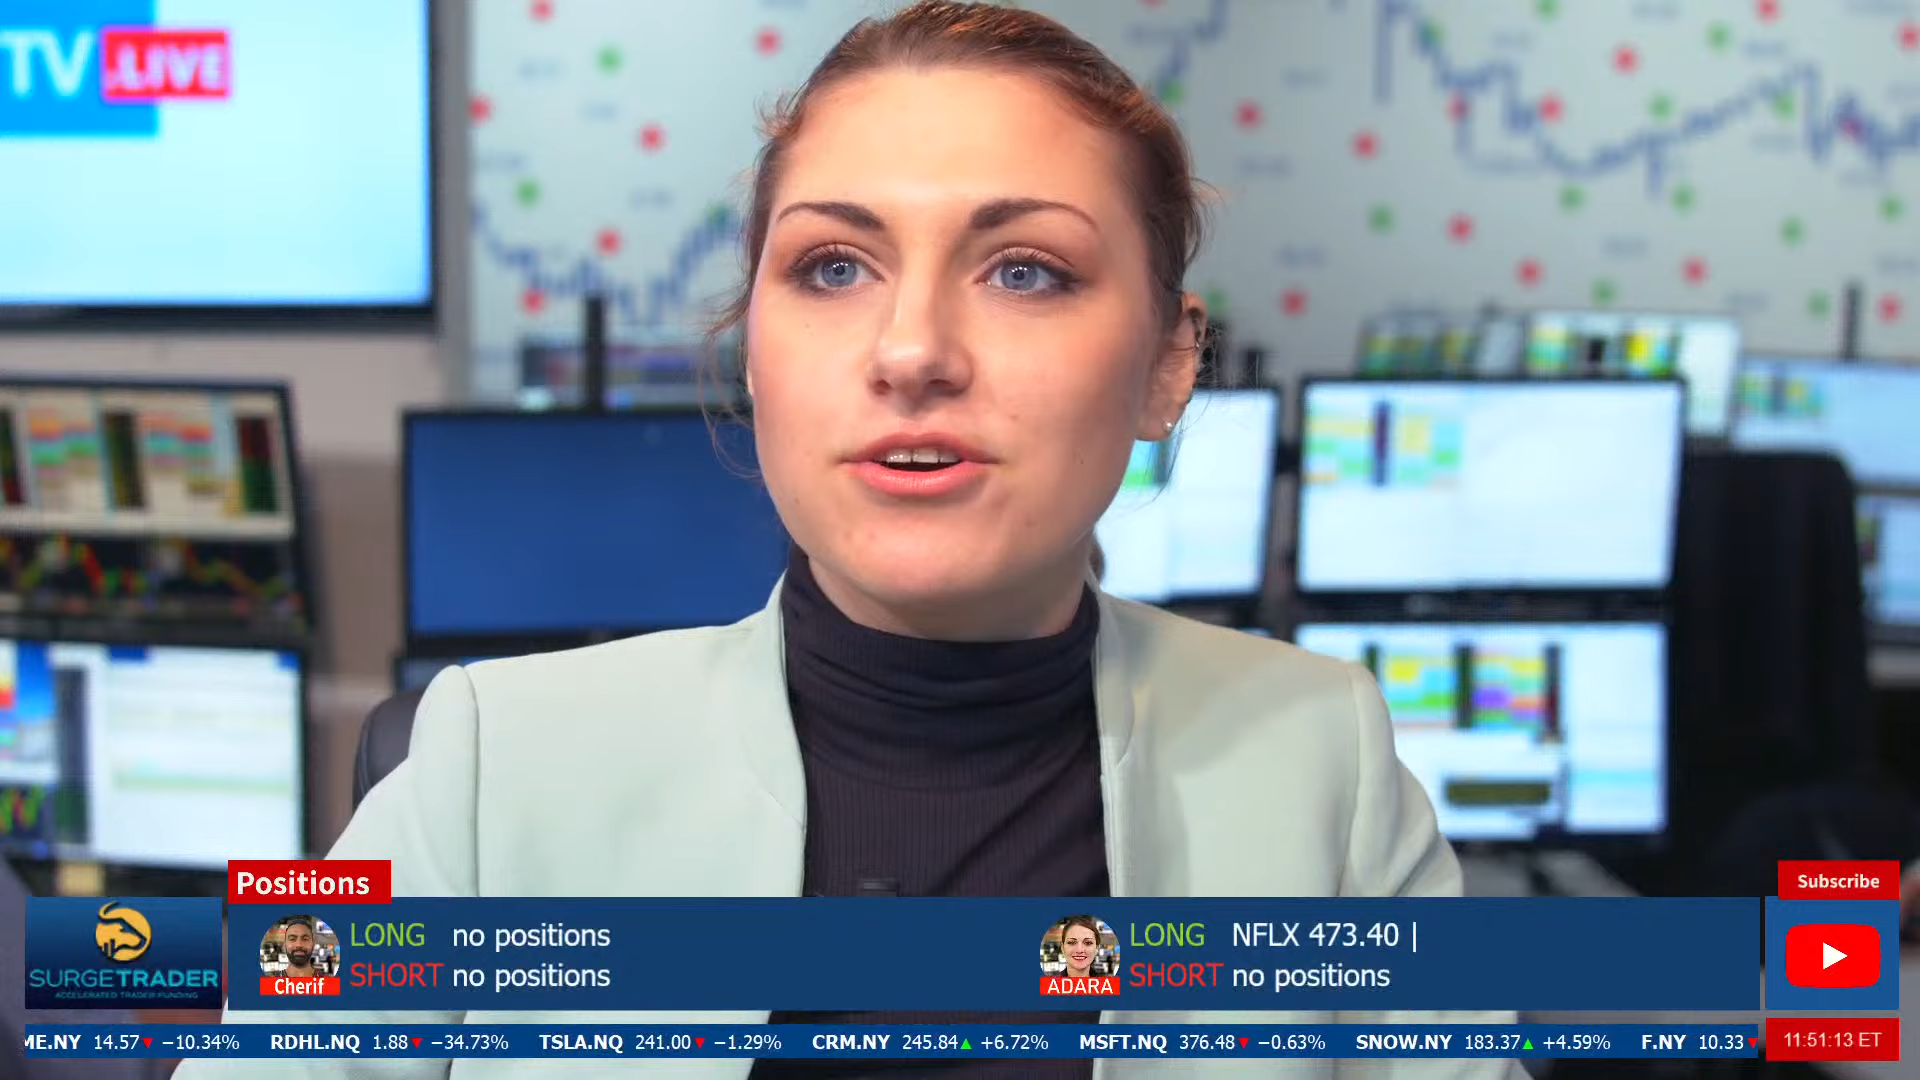 TV .LIVE
Positions
Subscribe
LONG no positions
SHORT no positions
Cherif
LONG NFLX 473.40 |
SHORT no positions
ADARA
SURGETRADER
ACCELERATED TRADER FUNDING
ME.NY 14.57▼ −10.34% RDHL.NQ 1.88▼ −34.73% TSLA.NQ 241.00▼ −1.29% CRM.NY 245.84▲ +6.72% MSFT.NQ 376.48▼ −0.63% SNOW.NY 183.37▲ +4.59% F.NY 10.33▼
11:51:13 ET